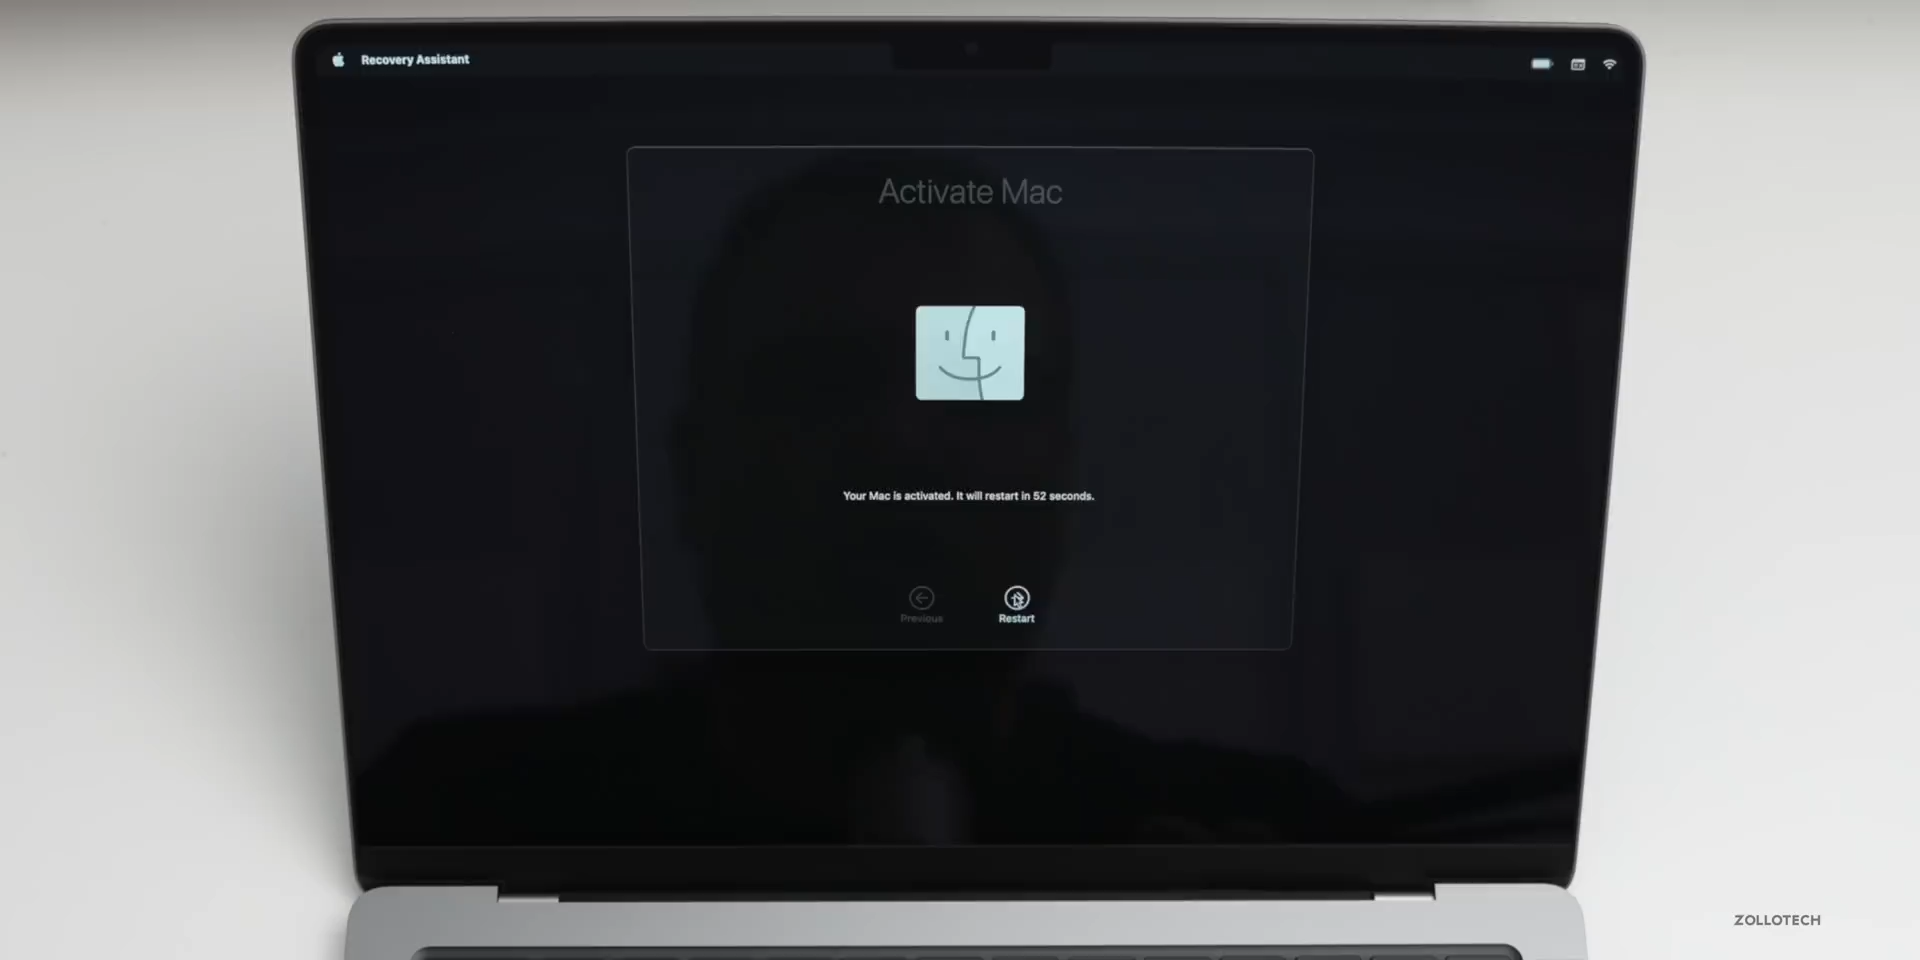 Recovery Assistant
Activate Mac
Your Mac is activated. It will restart in 52 seconds.
Previous
Restart
ZOLLOTECH